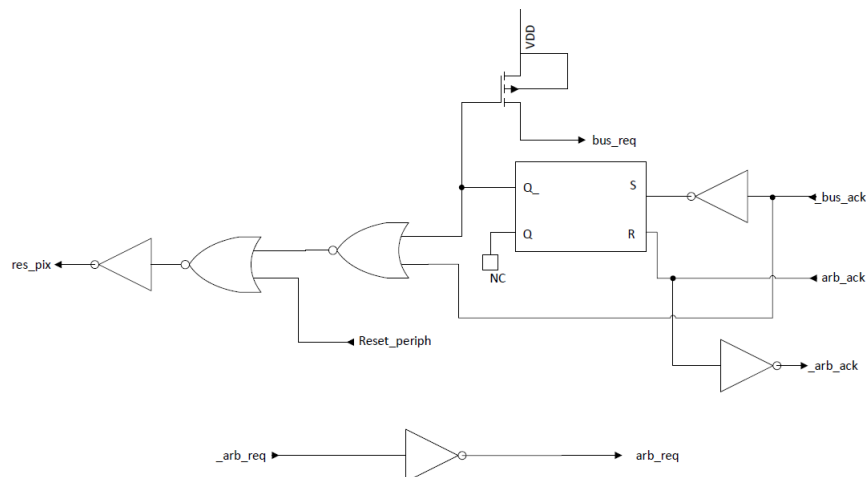 VDD
bus_req
Q_
S
_bus_ack
Q
R
res_pix
NC
arb_ack
Reset_periph
_arb_ack
_arb_req
arb_req